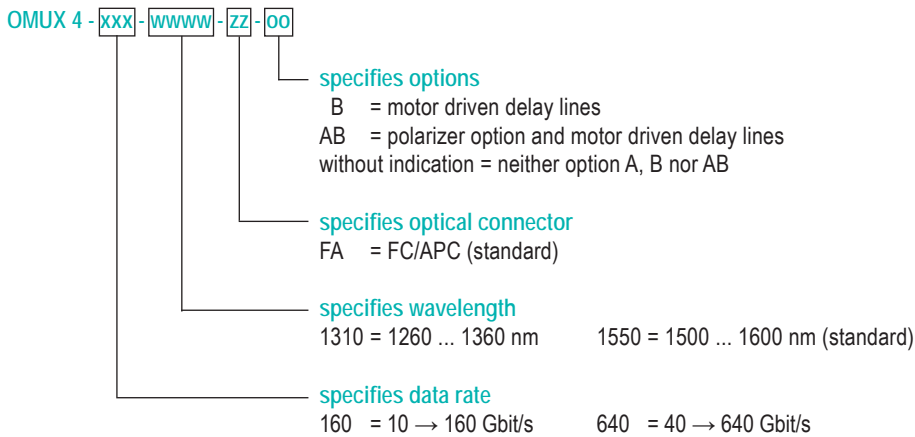 OMUX 4 - xxx - wwww - zz - oo
specifies options
B = motor driven delay lines
AB = polarizer option and motor driven delay lines
without indication = neither option A, B nor AB
specifies optical connector
FA = FC/APC (standard)
specifies wavelength
1310 = 1260 ... 1360 nm 1550 = 1500 ... 1600 nm (standard)
specifies data rate
160 = 10 → 160 Gbit/s 640 = 40 → 640 Gbit/s